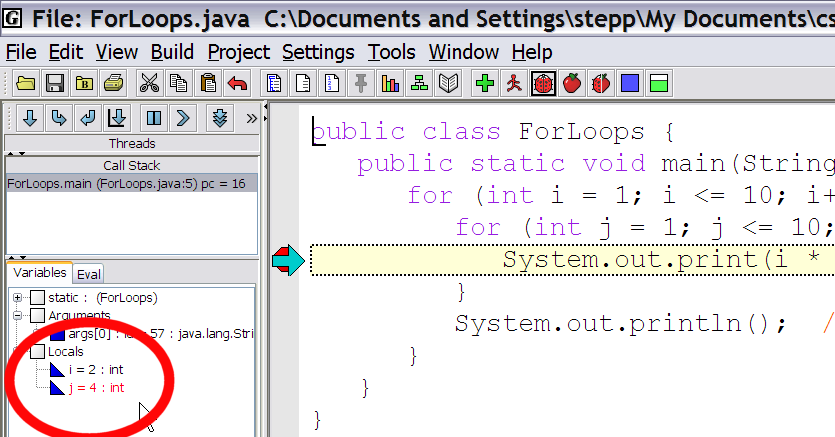 File: ForLoops.java C:\Documents and Settings\stepp\My Documents\cs
File Edit View Build Project Settings Tools Window Help
»
Threads
Call Stack
ForLoops.main (ForLoops.java:5) pc = 16
Variables Eval
static : (ForLoops)
Arguments
args[0] : 57 : java.lang.Stri
Locals
i = 2 : int
j = 4 : int
public class ForLoops {
public static void main(String
for (int i = 1; i <= 10; i+
for (int j = 1; j <= 10;
System.out.print(i *
}
System.out.println(); /
}
}
}